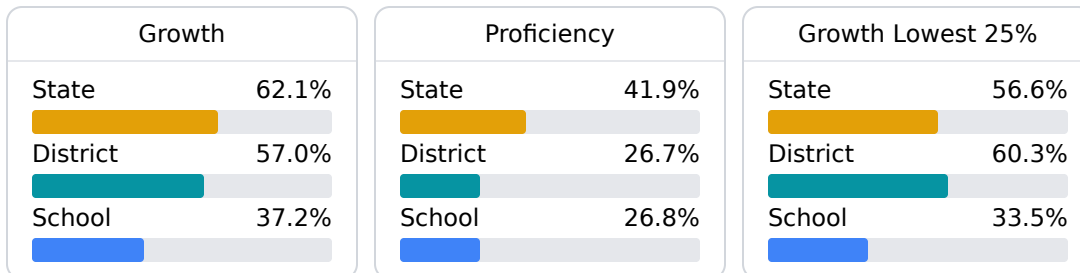 Growth
State 62.1%
District 57.0%
School 37.2%
Proficiency
State 41.9%
District 26.7%
School 26.8%
Growth Lowest 25%
State 56.6%
District 60.3%
School 33.5%